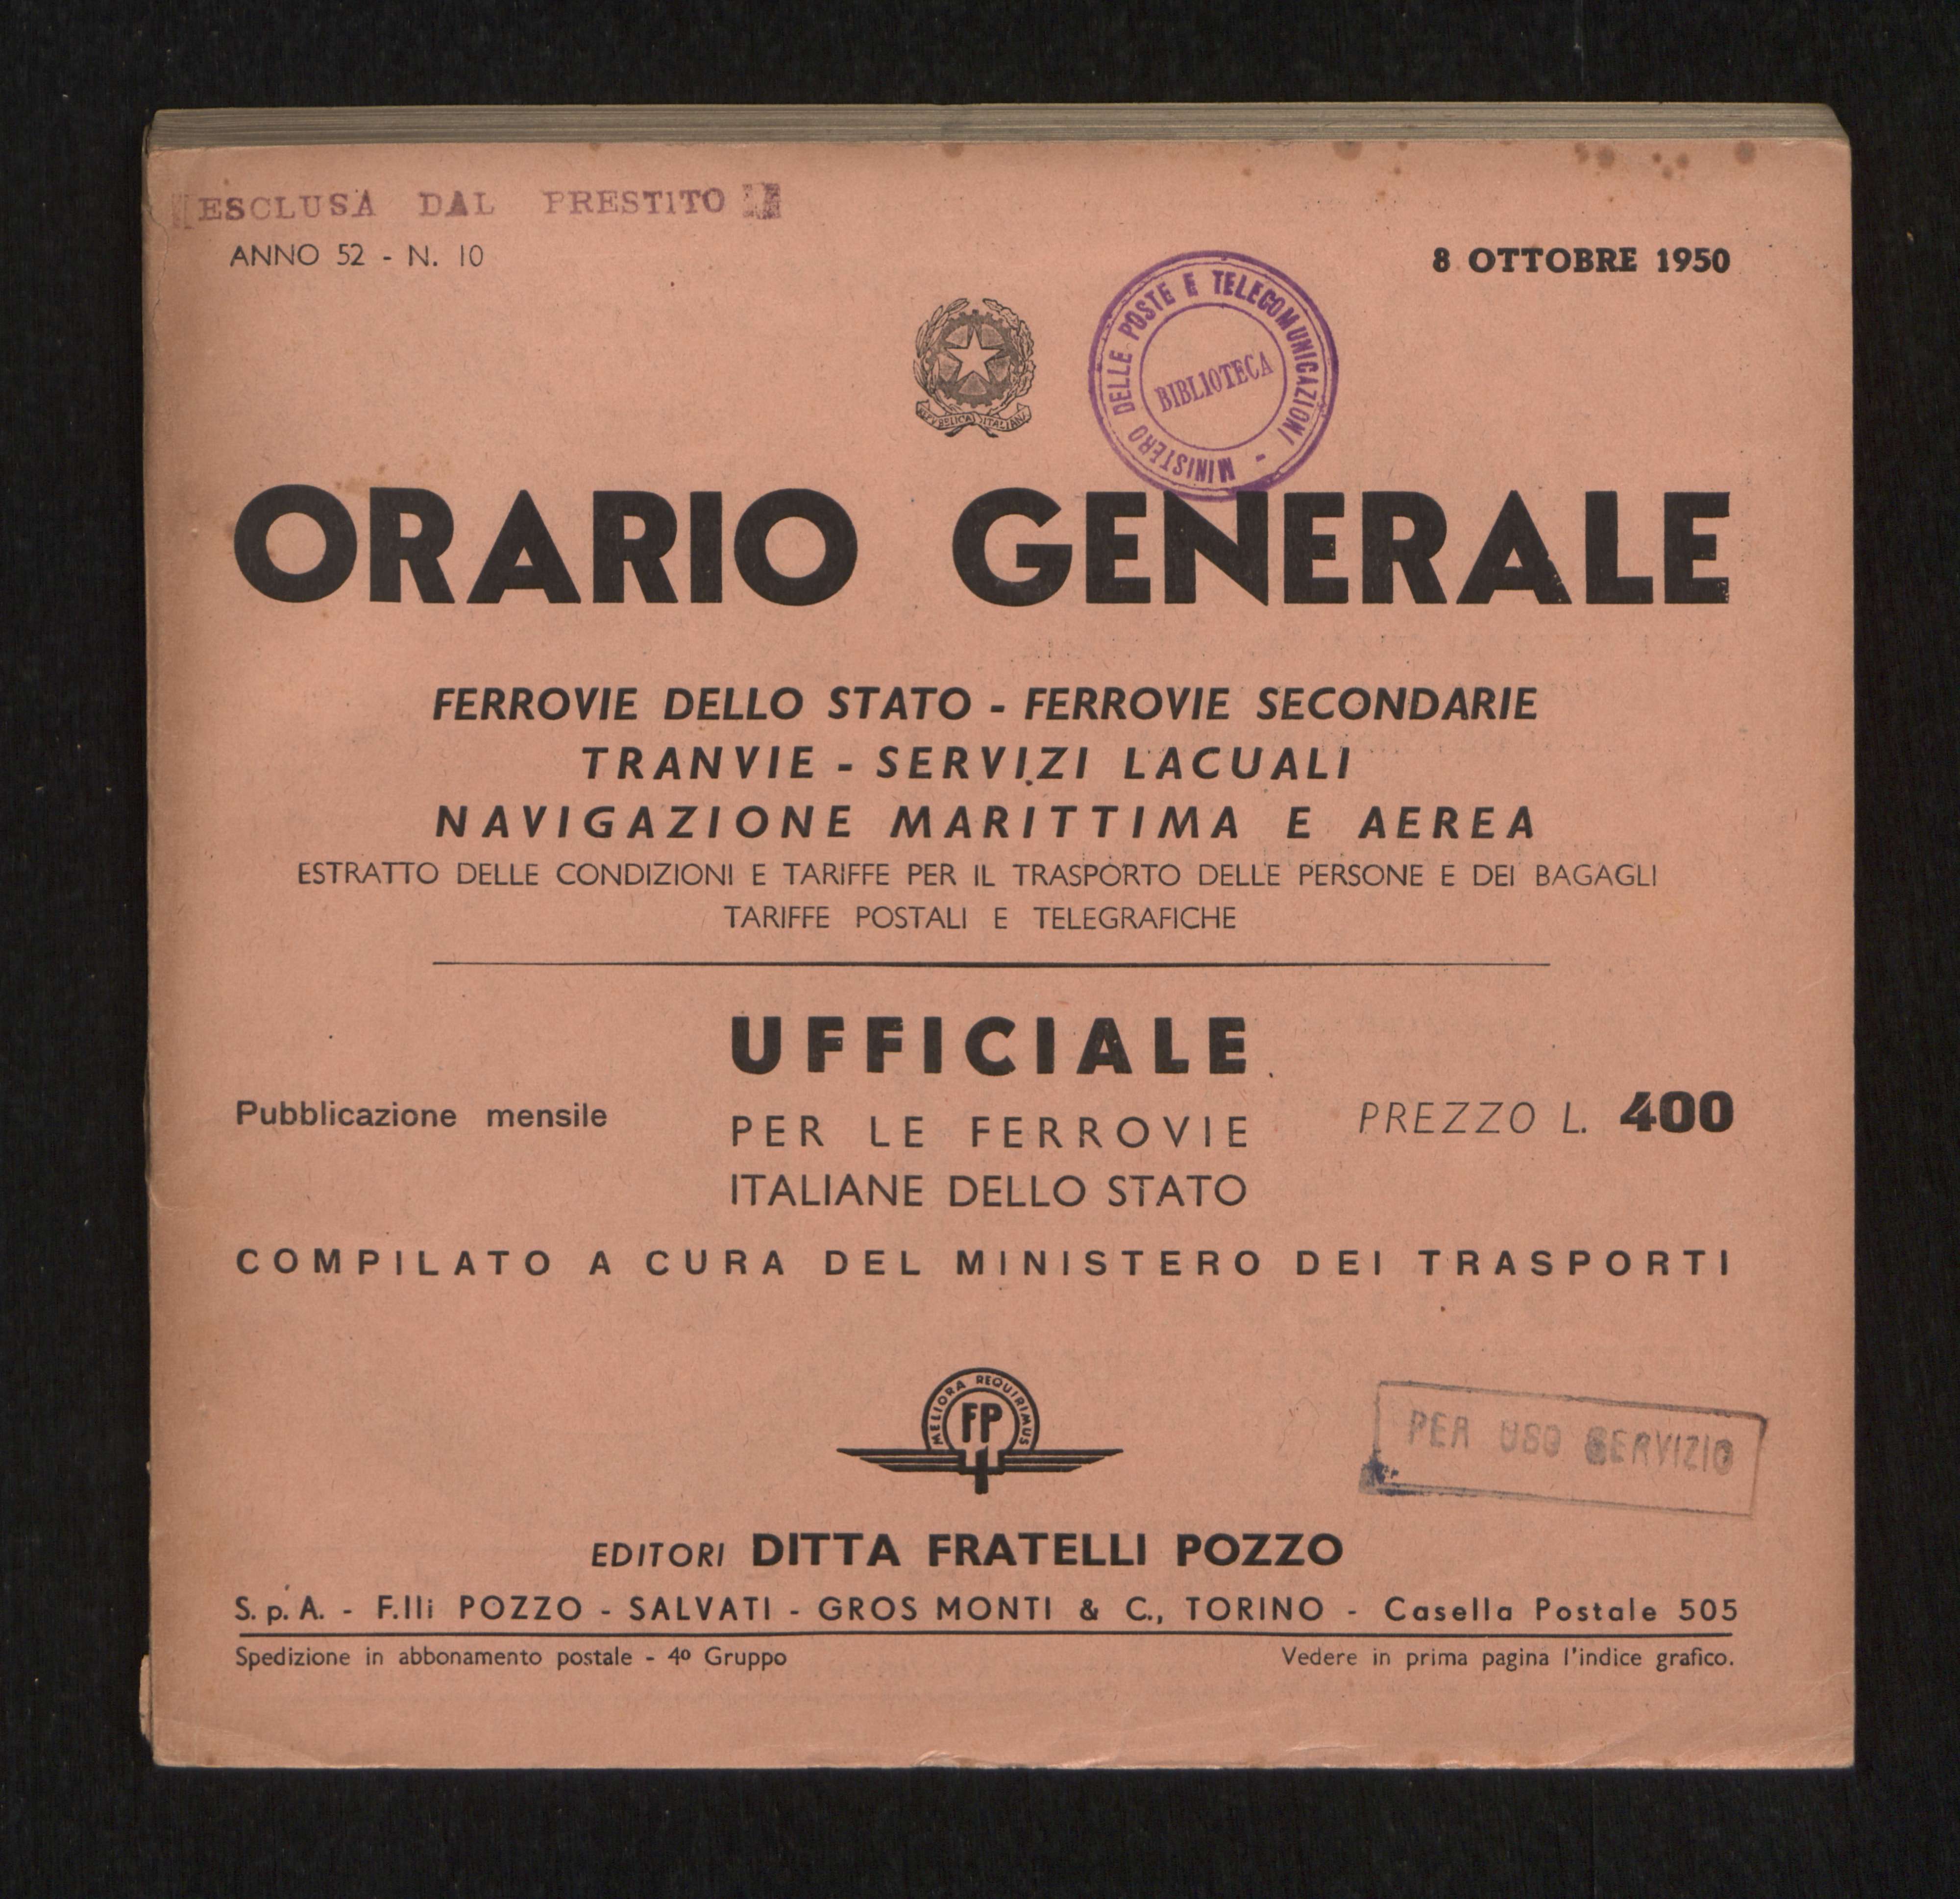 ESCLUSA DAL PRESTITO
ANNO 52 - N. 10
8 OTTOBRE 1950
REPUBBLICA ITALIANA
MINISTERO DELLE POSTE E TELECOMUNICAZIONI -
BIBLIOTECA
ORARIO GENERALE
FERROVIE DELLO STATO - FERROVIE SECONDARIE
TRANVIE - SERVIZI LACUALI
NAVIGAZIONE MARITTIMA E AEREA
ESTRATTO DELLE CONDIZIONI E TARIFFE PER IL TRASPORTO DELLE PERSONE E DEI BAGAGLI
TARIFFE POSTALI E TELEGRAFICHE
UFFICIALE
Pubblicazione mensile
PER LE FERROVIE
PREZZO L. 400
ITALIANE DELLO STATO
COMPILATO A CURA DEL MINISTERO DEI TRASPORTI
MELIORA REQUIRIMUS
FP
PER USO SERVIZIO
EDITORI DITTA FRATELLI POZZO
S. p. A. - F.lli POZZO - SALVATI - GROS MONTI & C., TORINO - Casella Postale 505
Spedizione in abbonamento postale - 4º Gruppo
Vedere in prima pagina l'indice grafico.